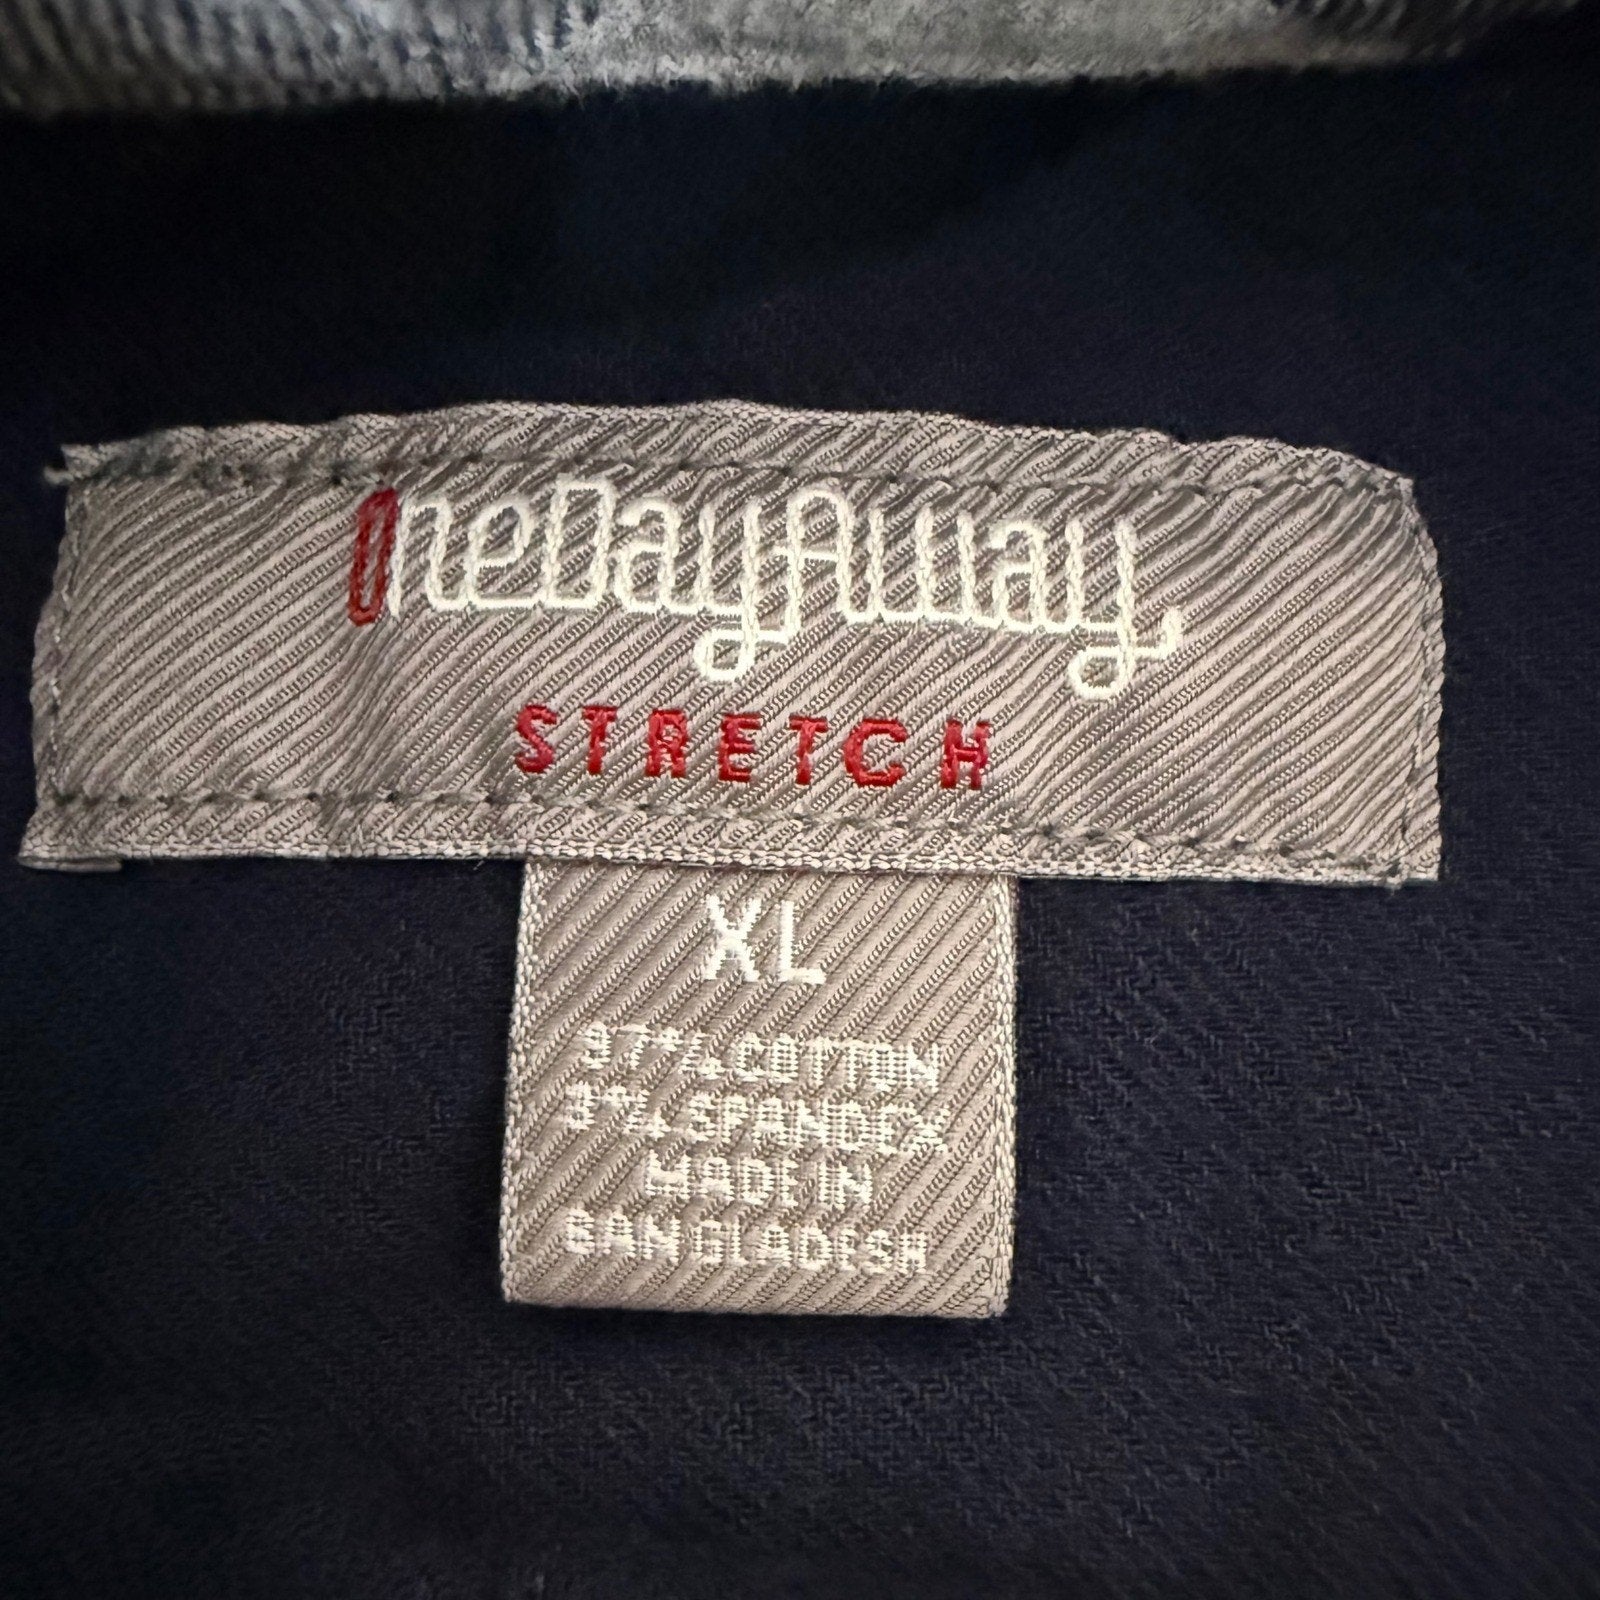 OneDayAway
STRETCH
XL
97% COTTON
3% SPANDEX
MADE IN
BANGLADESH